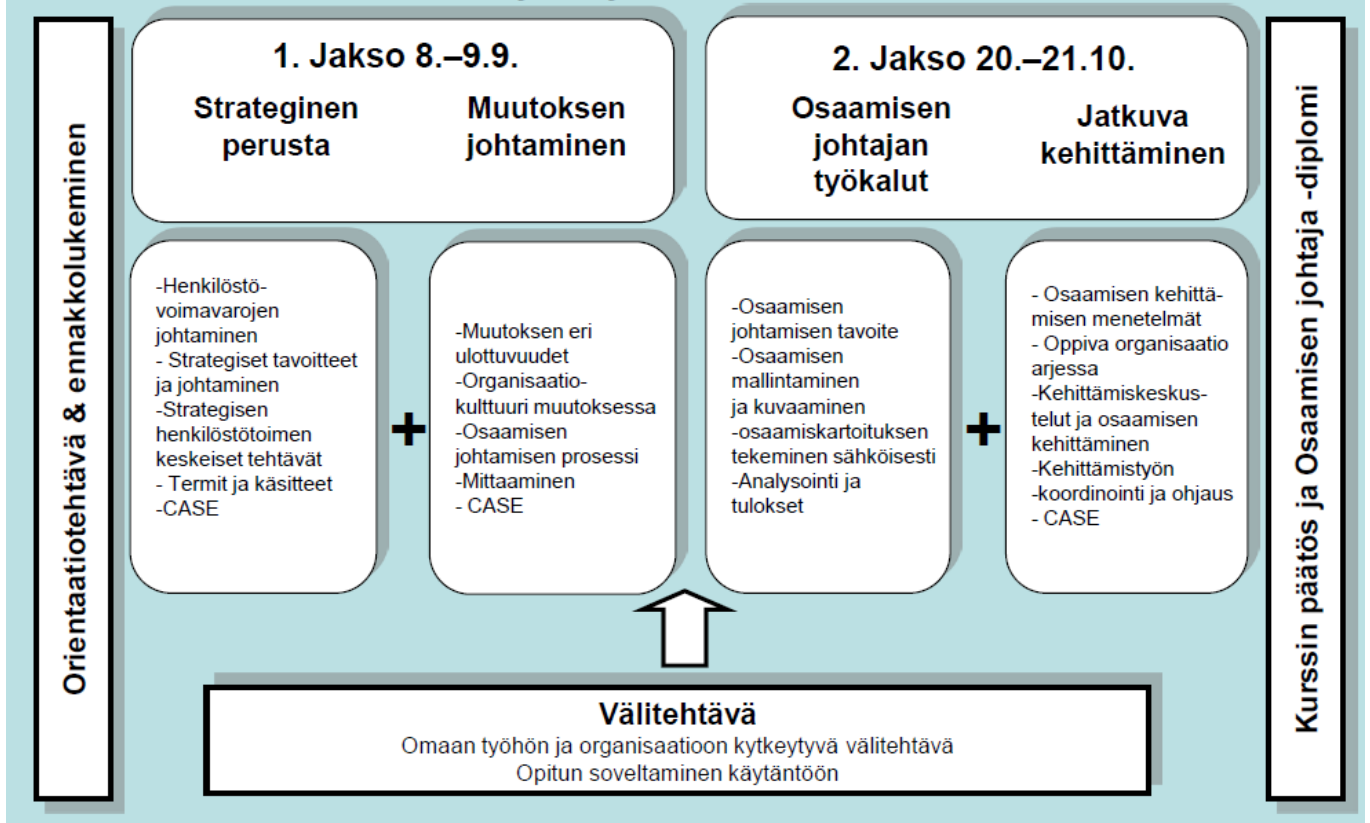 Orientaatiotehtävä & ennakkolukeminen
1. Jakso 8.–9.9.
Strateginen
perusta
Muutoksen
johtaminen
2. Jakso 20.–21.10.
Osaamisen
johtajan
työkalut
Jatkuva
kehittäminen
-Henkilöstö-
voimavarojen
johtaminen
- Strategiset tavoitteet
ja johtaminen
-Strategisen
henkilöstötoimen
keskeiset tehtävät
- Termit ja käsitteet
-CASE
+
-Muutoksen eri
ulottuvuudet
-Organisaatio-
kulttuuri muutoksessa
-Osaamisen
johtamisen prosessi
-Mittaaminen
- CASE
-Osaamisen
johtamisen tavoite
-Osaamisen
mallintaminen
ja kuvaaminen
-osaamiskartoituksen
tekeminen sähköisesti
-Analysointi ja
tulokset
+
- Osaamisen kehittä-
misen menetelmät
- Oppiva organisaatio
arjessa
-Kehittämiskeskus-
telut ja osaamisen
kehittäminen
-Kehittämistyön
-koordinointi ja ohjaus
- CASE
Välitehtävä
Omaan työhön ja organisaatioon kytkeytyvä välitehtävä
Opitun soveltaminen käytäntöön
Kurssin päätös ja Osaamisen johtaja -diplomi